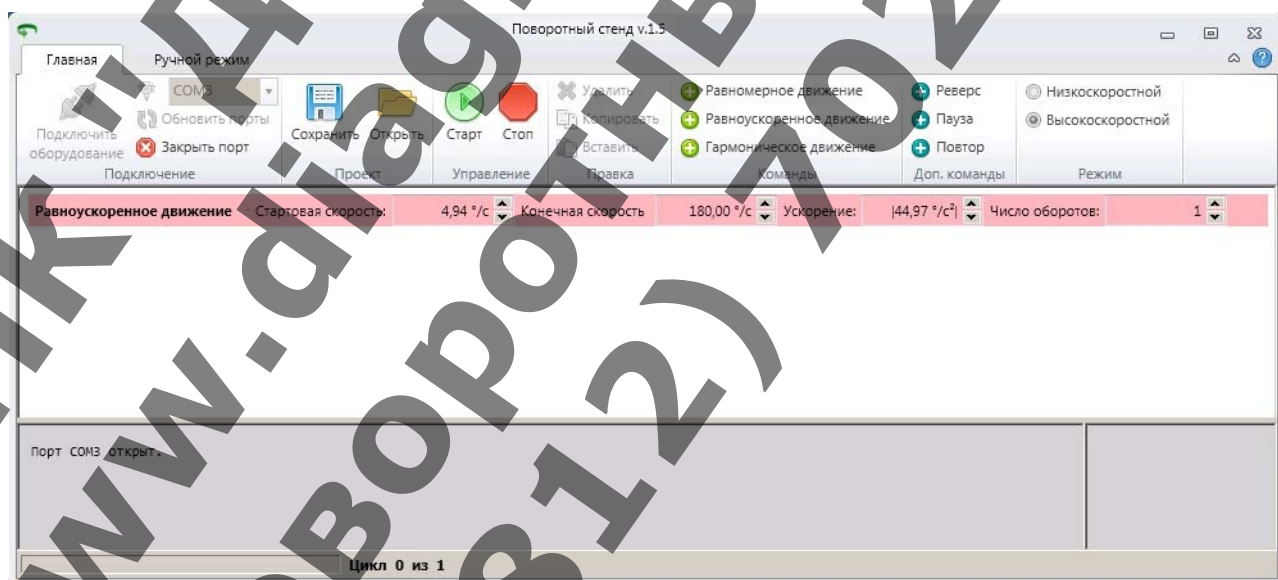 Поворотный стенд v.1.5
Главная Ручной режим
Подключить оборудование
COM3
Обновить порты
Закрыть порт
Подключение
Сохранить Открыть
Проект
Старт Стоп
Управление
Удалить
Копировать
Вставить
Правка
Равномерное движение
Равноускоренное движение
Гармоническое движение
Команды
Реверс
Пауза
Повтор
Доп. команды
Низкоскоростной
Высокоскоростной
Режим
Равноускоренное движение - Стартовая скорость: 4,94 °/с Конечная скорость 180,00 °/с Ускорение: |44,97 °/с²| Число оборотов: 1
Порт COM3 открыт.
Цикл 0 из 1